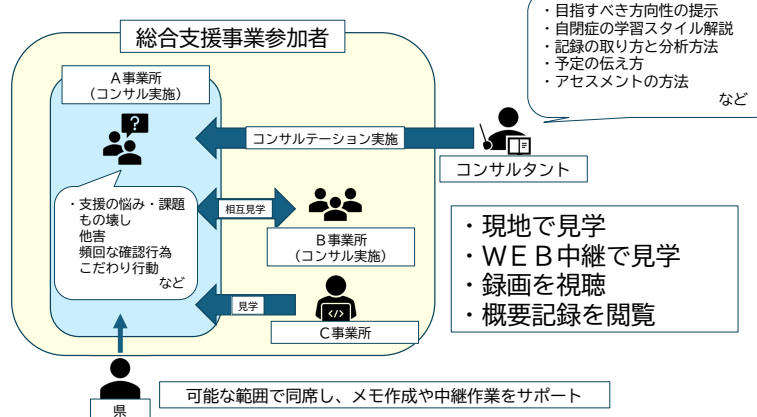 ・目指すべき方向性の提示
・自閉症の学習スタイル解説
・記録の取り方と分析方法
・予定の伝え方
・アセスメントの方法
など
総合支援事業参加者
A事業所
（コンサル実施）
?
コンサルテーション実施
コンサルタント
・支援の悩み・課題
もの壊し
他害
頻回な確認行為
こだわり行動
など
相互見学
B事業所
（コンサル実施）
見学
</>
C事業所
・現地で見学
・ＷＥＢ中継で見学
・録画を視聴
・概要記録を閲覧
県
可能な範囲で同席し、メモ作成や中継作業をサポート